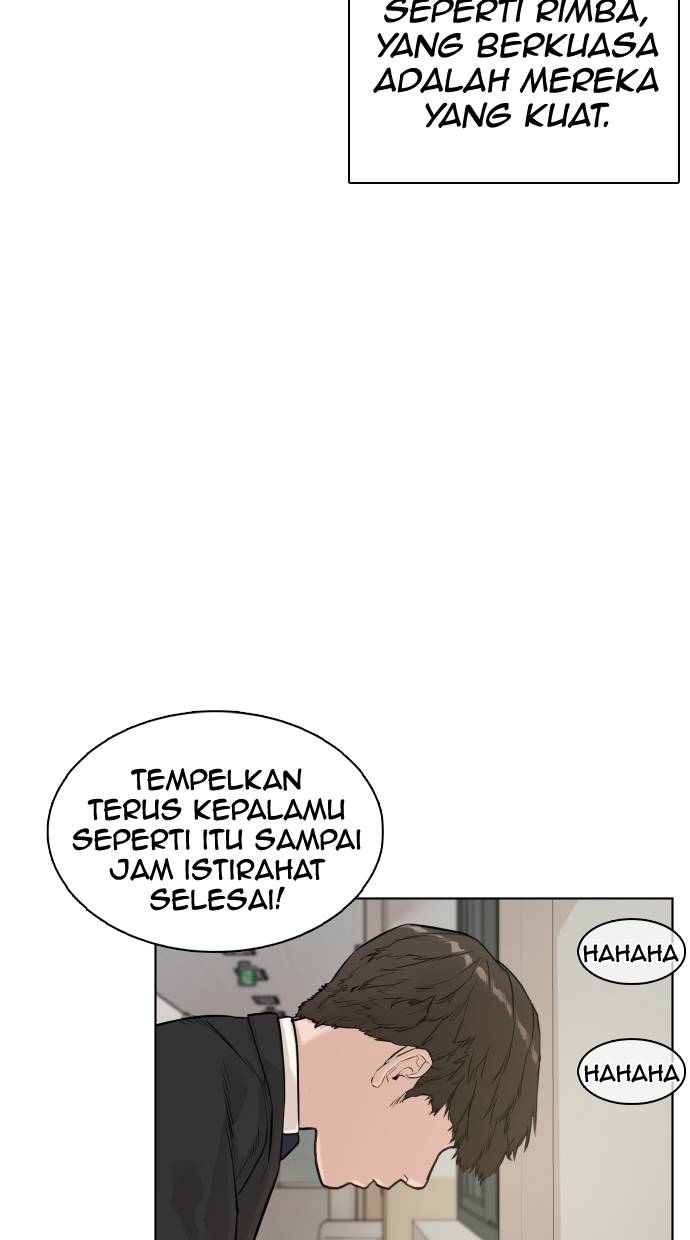 SEPERTI RIMBA,
YANG BERKUASA
ADALAH MEREKA
YANG KUAT.
TEMPELKAN
TERUS KEPALAMU
SEPERTI ITU SAMPAI
JAM ISTIRAHAT
SELESAI!
HAHAHA
HAHAHA